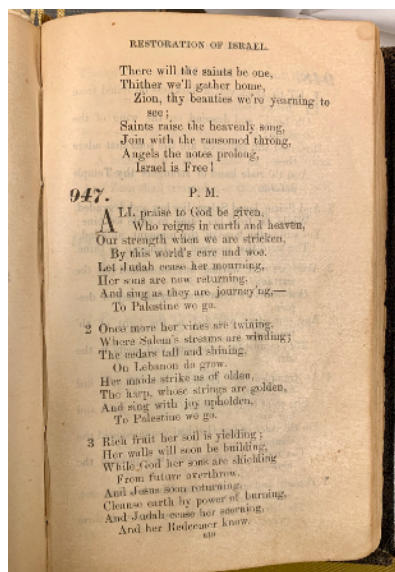 RESTORATION OF ISRAEL.
There will the saints be one,
Thither we'll gather home,
Zion, thy beauties we're yearning to
see;
Saints raise the heavenly song,
Join with the ransomed throng,
Angels the notes prolong,
Israel is Free!
947. P. M.
ALL praise to God be given,
Who reigns in earth and heaven,
Our strength when we are stricken,
By this world's care and woe.
Let Judah cease her mourning,
Her sons are now returning,
And sing as they are journey'ng,—
To Palestine we go.
2 Once more her vines are twining,
Where Salem's streams are winding;
The cedars tall and shining,
On Lebanon do grow.
Her maids strike as of olden,
The harp, whose strings are golden,
And sing with joy upholden,
To Palestine we go.
3 Rich fruit her soil is yielding;
Her walls will soon be building,
While God her sons are shielding
From future overthrow.
And Jesus soon returning,
Cleanse earth by power of burning,
And Judah cease her scorning,
And her Redeemer know.